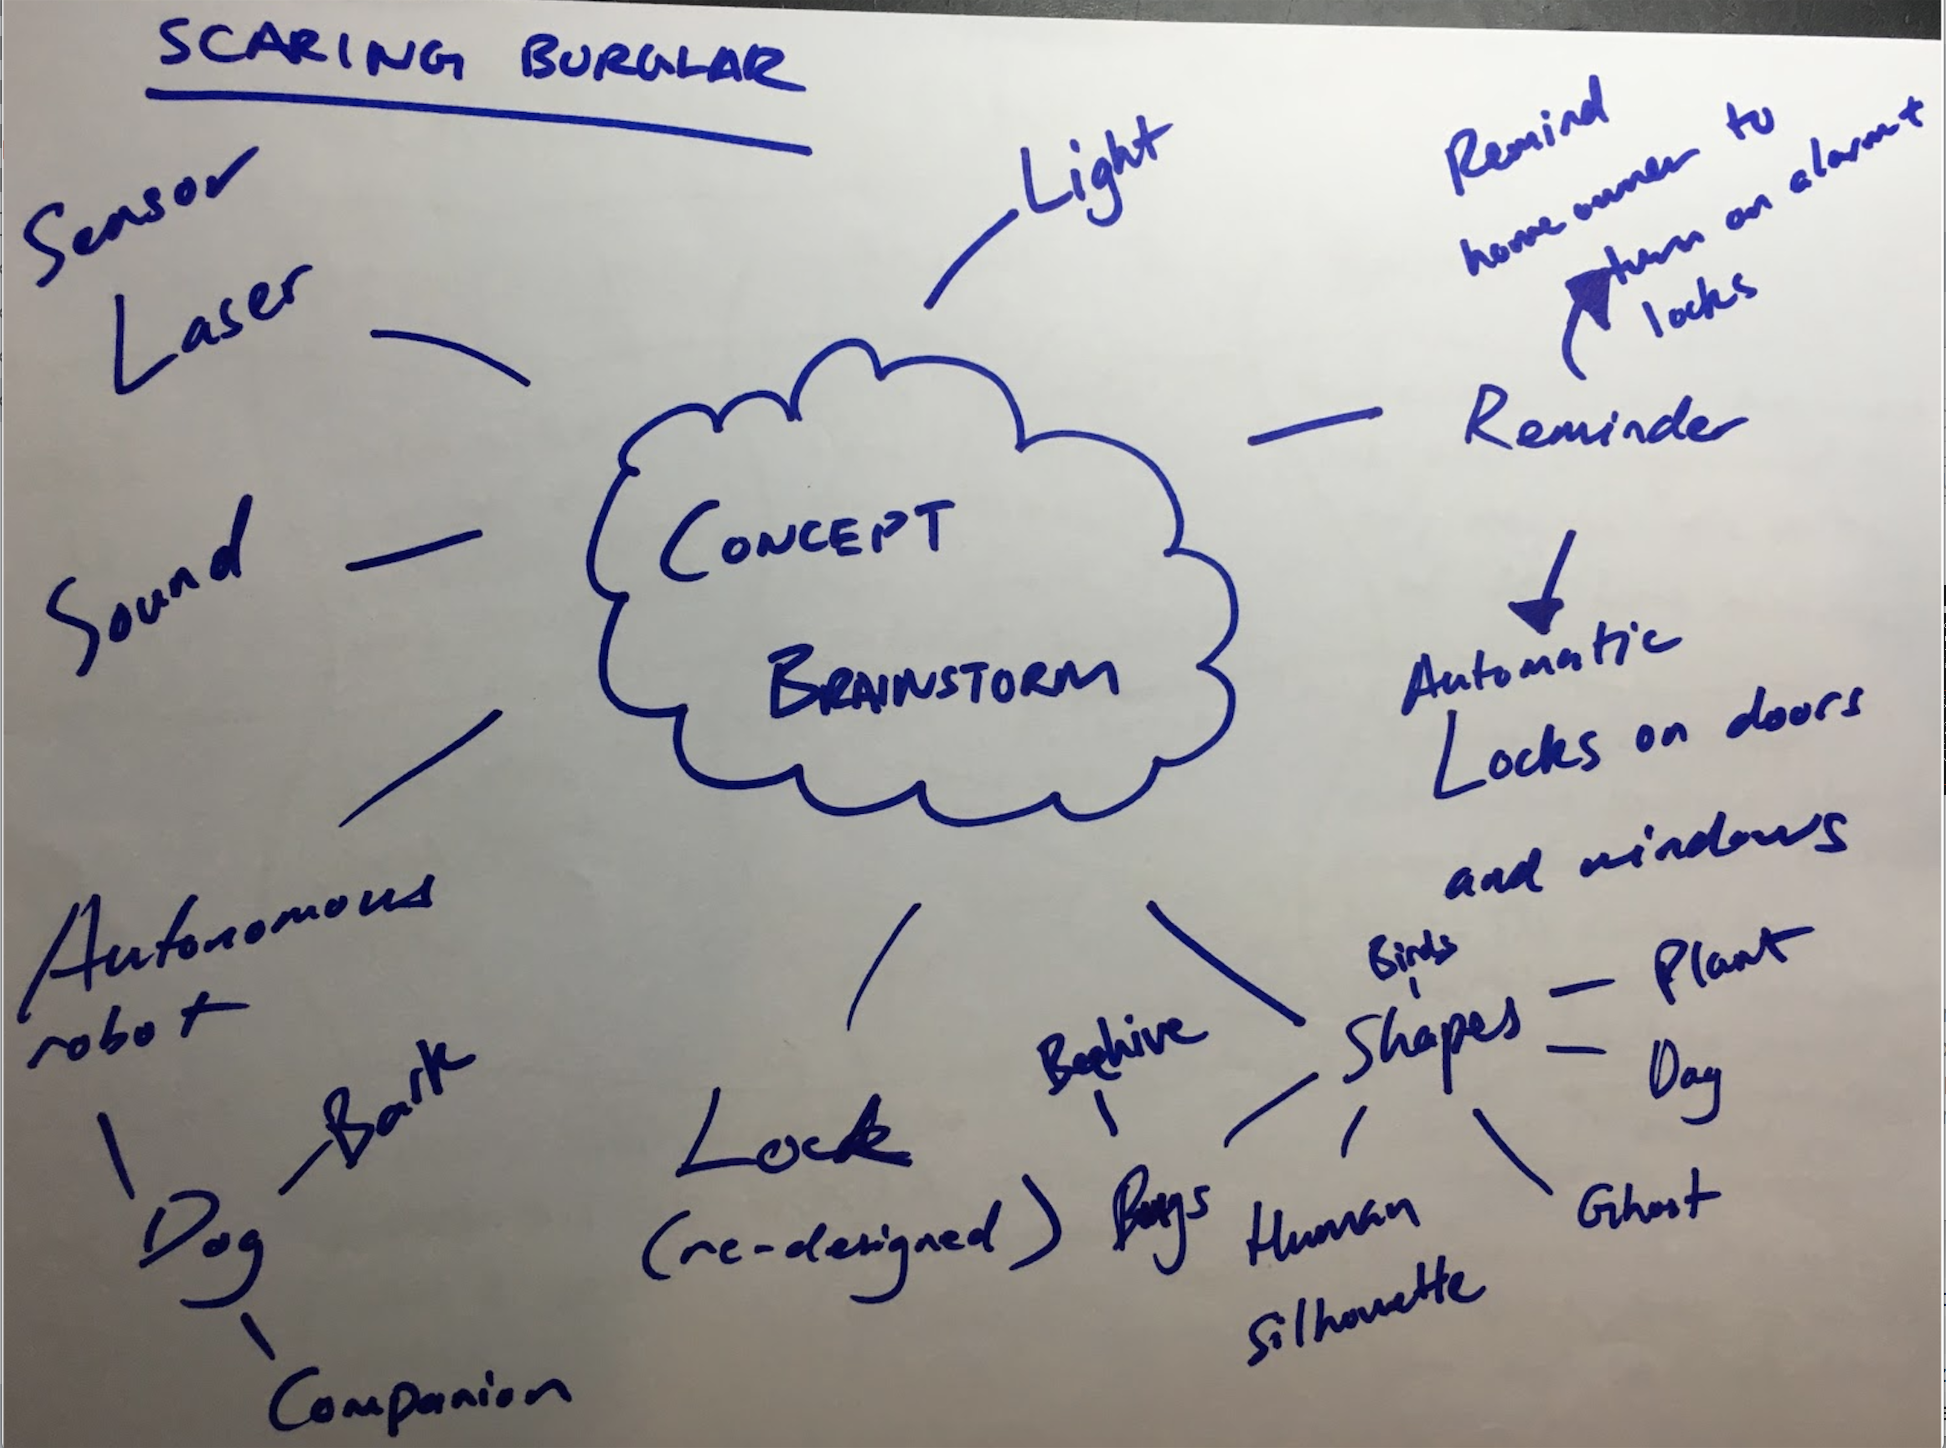 SCARING BURGLAR
Sensor
Laser
Light
Remind
home owner to
turn on alarm +
locks
Reminder
CONCEPT
BRAINSTORM
Sound
Automatic
Locks on doors
and windows
Autonomous
robot
Dog
Bark
Companion
Lock
(re-designed)
Shapes
Birds
Plant
Dog
Ghost
Human
Silhouette
Bugs
Beehive